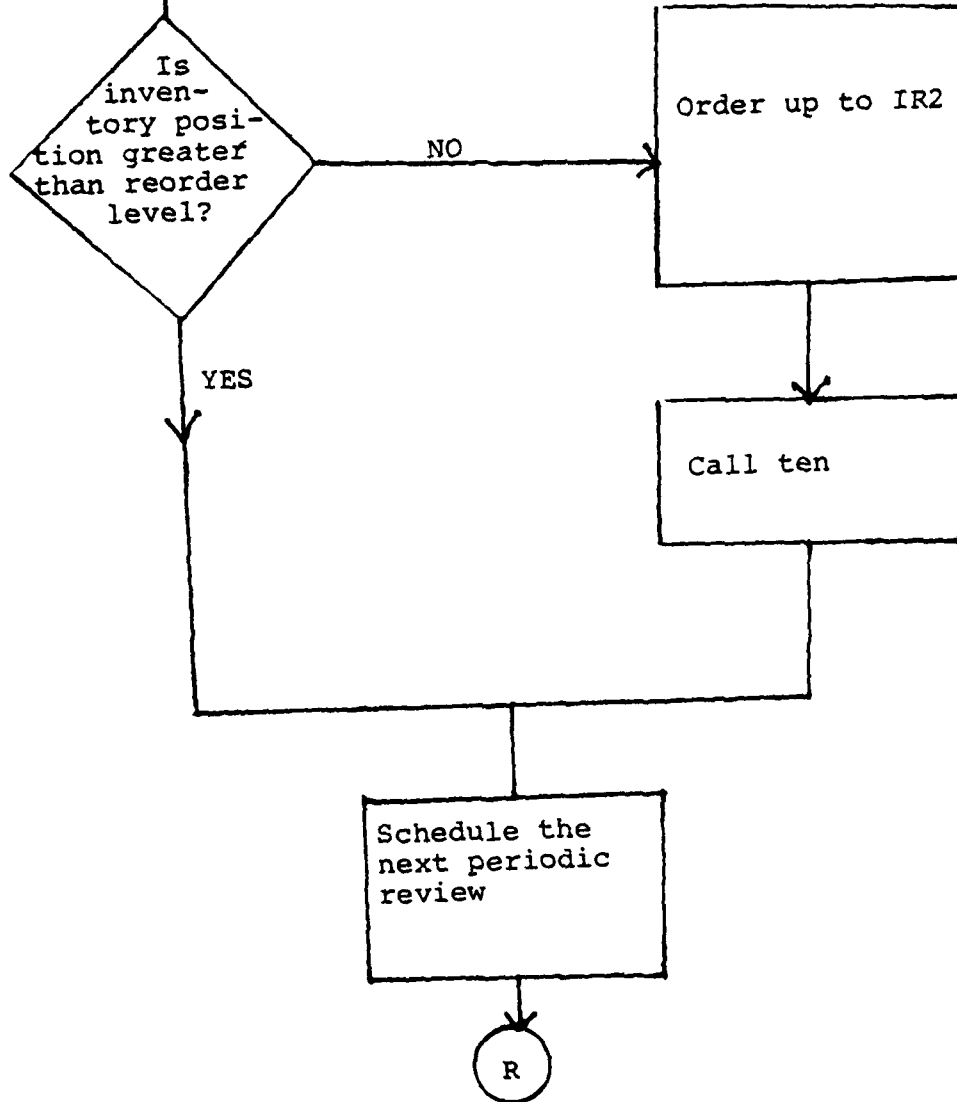 Is
inven-
tory posi-
tion greater
than reorder
level?
NO
Order up to IR2
YES
Call ten
Schedule the
next periodic
review
R